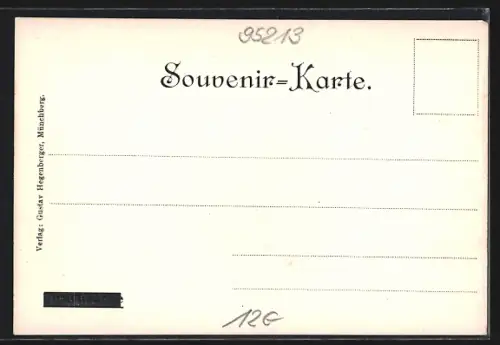 95213
Souvenir=Karte.
Verlag: Gustav Hegenberger, Münchberg.
12€